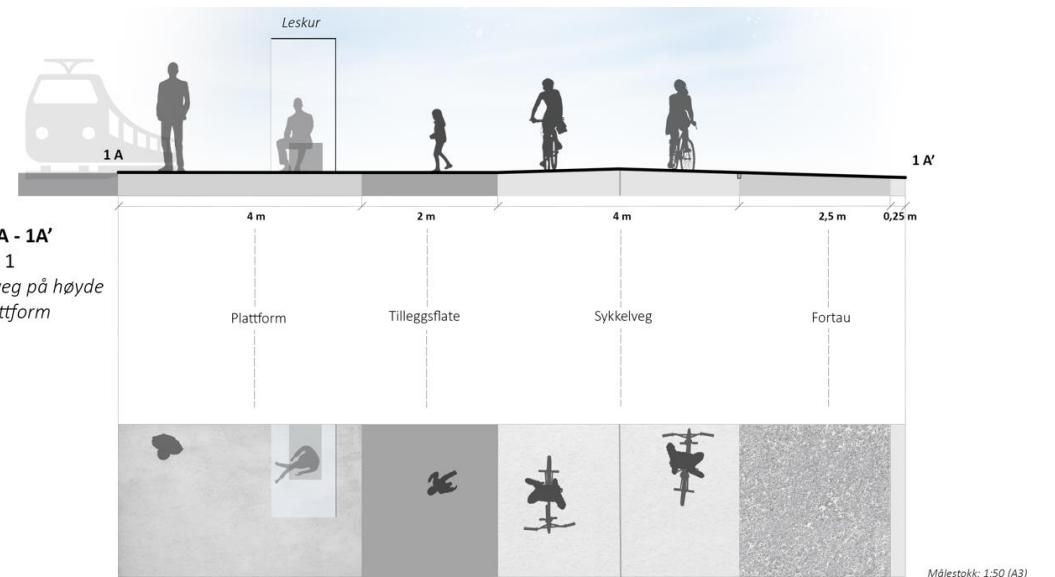 Leskur
1 A
1 A'
4 m
2 m
4 m
2,5 m
0,25 m
A - 1A'
1
eg på høyde
ttform
Plattform
Tilleggsflate
Sykkelveg
Fortau
Målestokk: 1:50 (A3)